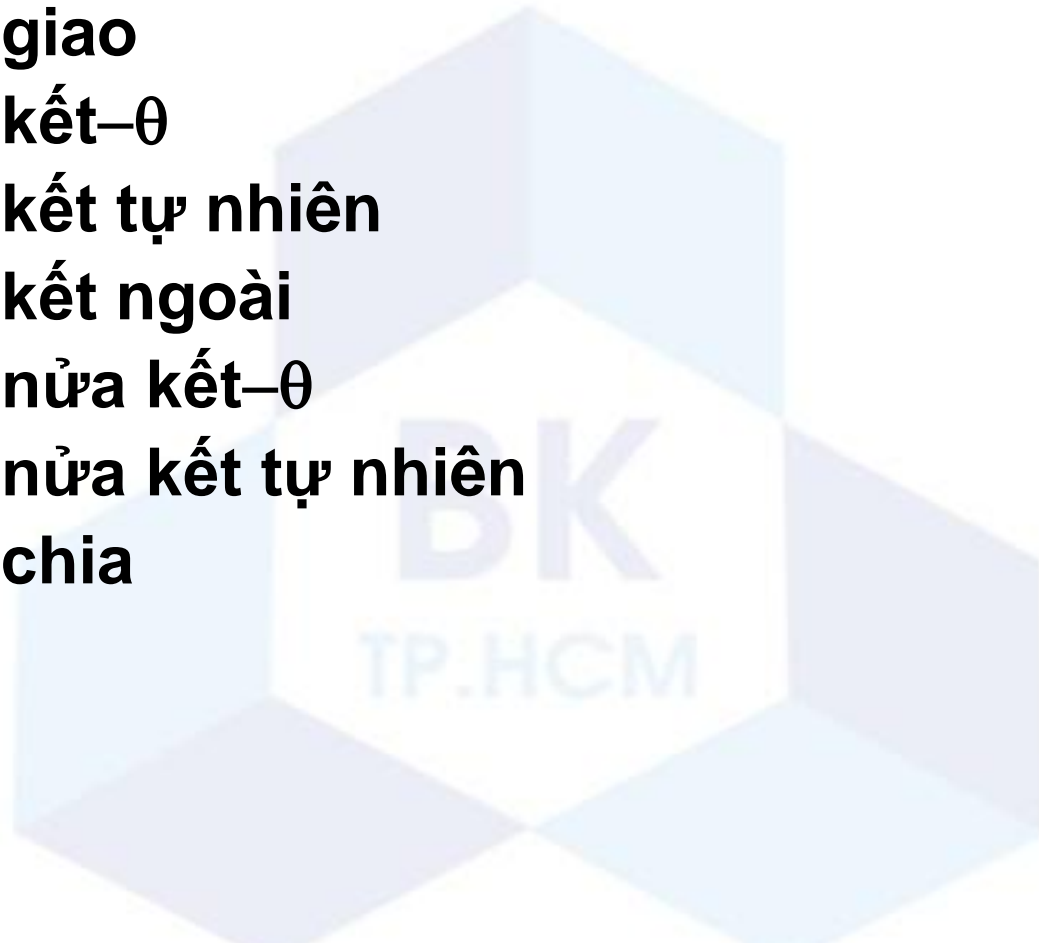 giao
kết–θ
kết tự nhiên
kết ngoài
nửa kết–θ
nửa kết tự nhiên
chia
BK
TP.HCM